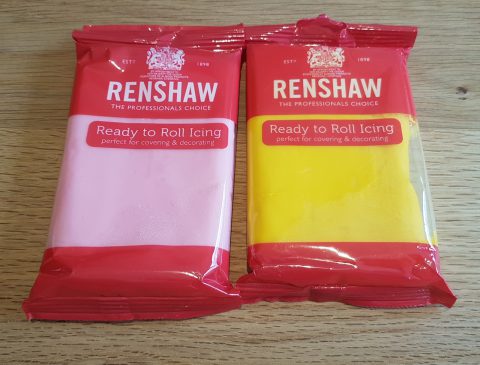 ESTD 1898
RENSHAW
THE PROFESSIONALS CHOICE
Ready to Roll Icing
perfect for covering & decorating
ESTD 1898
RENSHAW
THE PROFESSIONALS CHOICE
Ready to Roll Icing
perfect for covering & decorating